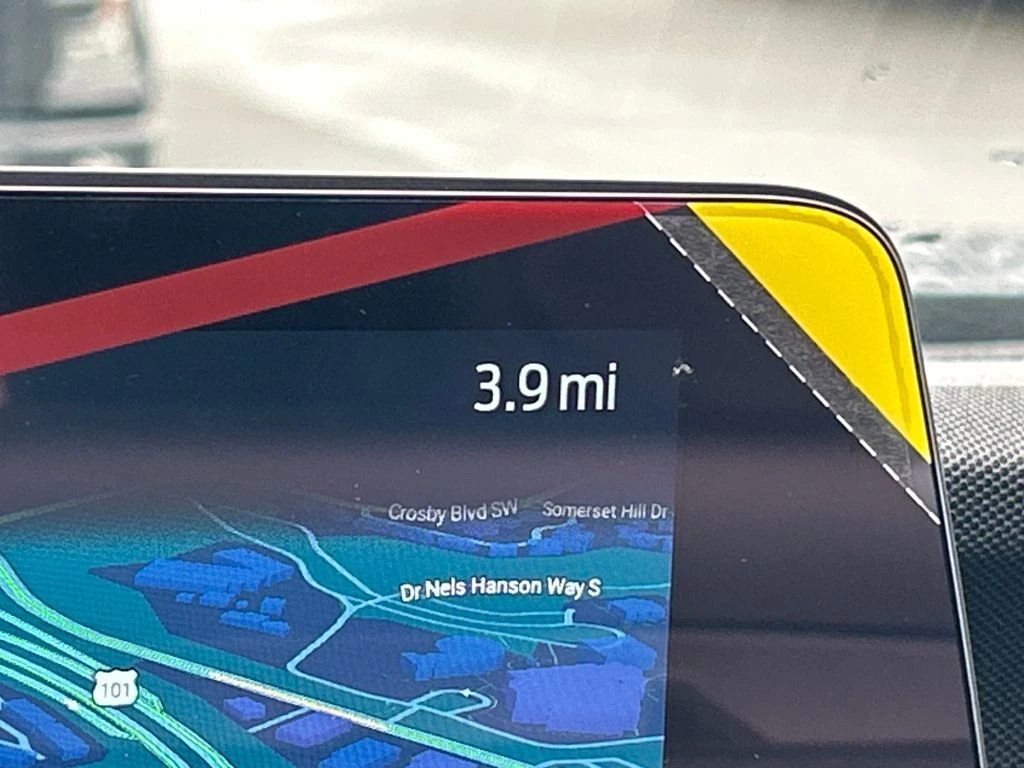 3.9 mi
Crosby Blvd SW
Somerset Hill Dr
Dr Nels Hanson Way S
101